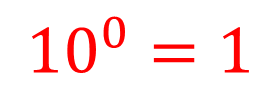 10⁰ = 1